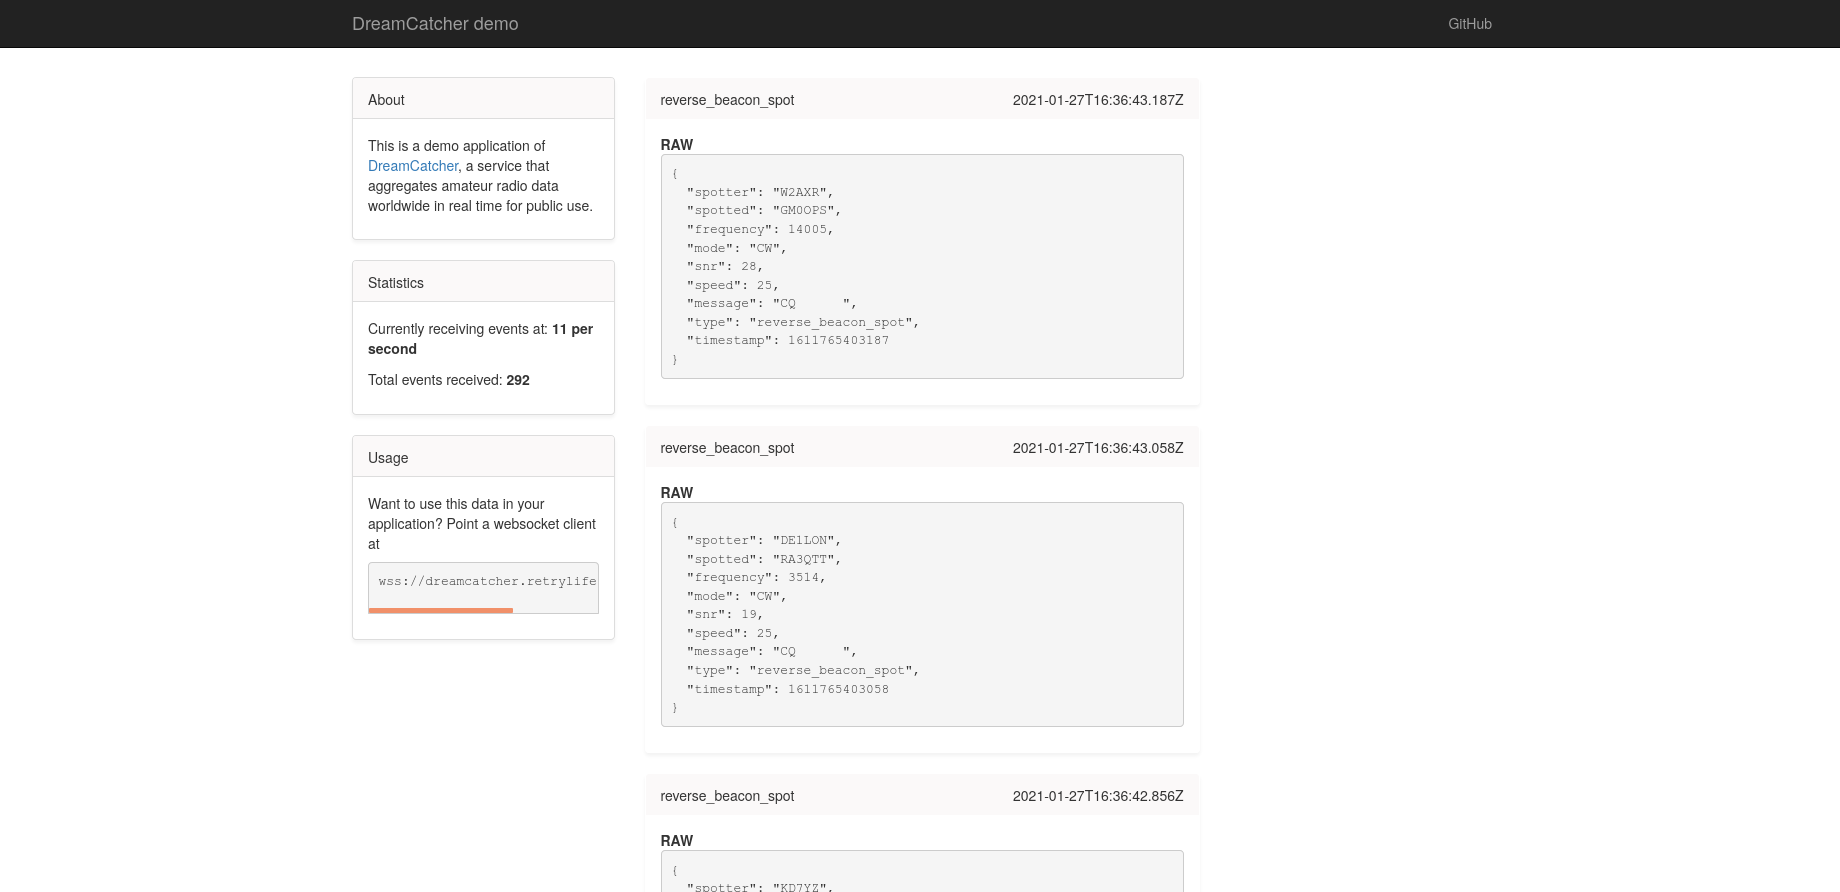 DreamCatcher demo
GitHub
About
This is a demo application of
DreamCatcher, a service that
aggregates amateur radio data
worldwide in real time for public use.
Statistics
Currently receiving events at: 11 per
second
Total events received: 292
Usage
Want to use this data in your
application? Point a websocket client
at
wss://dreamcatcher.retrylife
reverse_beacon_spot 2021-01-27T16:36:43.187Z
RAW
{
"spotter": "W2AXR",
"spotted": "GM0OPS",
"frequency": 14005,
"mode": "CW",
"snr": 28,
"speed": 25,
"message": "CQ      ",
"type": "reverse_beacon_spot",
"timestamp": 1611765403187
}
reverse_beacon_spot 2021-01-27T16:36:43.058Z
RAW
{
"spotter": "DE1LON",
"spotted": "RA3QTT",
"frequency": 3514,
"mode": "CW",
"snr": 19,
"speed": 25,
"message": "CQ      ",
"type": "reverse_beacon_spot",
"timestamp": 1611765403058
}
reverse_beacon_spot 2021-01-27T16:36:42.856Z
RAW
{
"spotter": "KD7YZ",